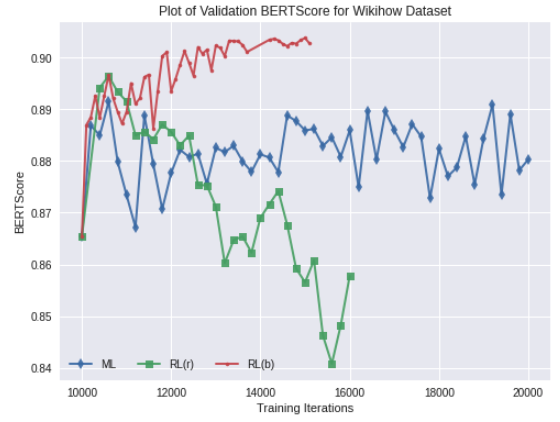 Plot of Validation BERTScore for Wikihow Dataset
BERTScore
0.90
0.89
0.88
0.87
0.86
0.85
0.84
ML RL(r) RL(b)
10000 12000 14000 16000 18000 20000
Training Iterations